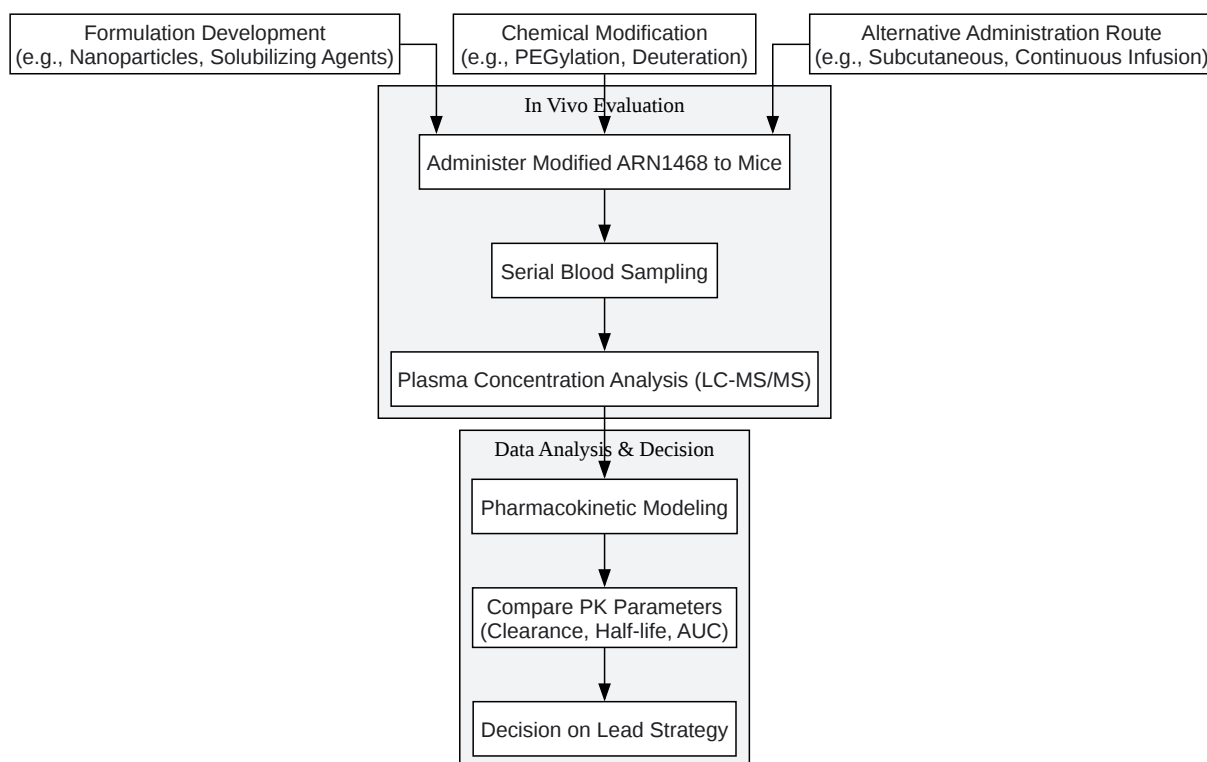 Formulation Development
(e.g., Nanoparticles, Solubilizing Agents)
Chemical Modification
(e.g., PEGylation, Deuteration)
Alternative Administration Route
(e.g., Subcutaneous, Continuous Infusion)
In Vivo Evaluation
Administer Modified ARN1468 to Mice
Serial Blood Sampling
Plasma Concentration Analysis (LC-MS/MS)
Data Analysis & Decision
Pharmacokinetic Modeling
Compare PK Parameters
(Clearance, Half-life, AUC)
Decision on Lead Strategy